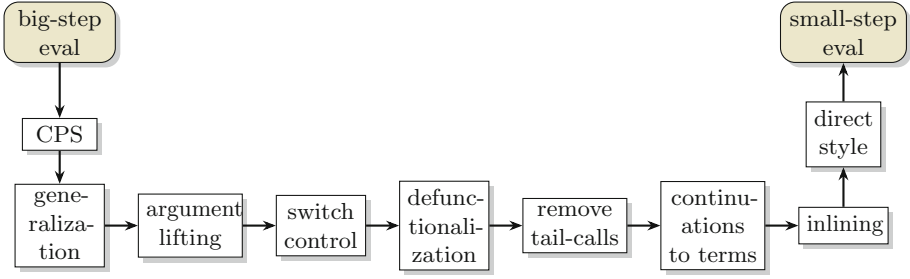 big-step
eval
CPS
gene-
raliza-
tion
argument
lifting
switch
control
defunc-
tionali-
zation
remove
tail-calls
continu-
ations
to terms
inlining
direct
style
small-step
eval